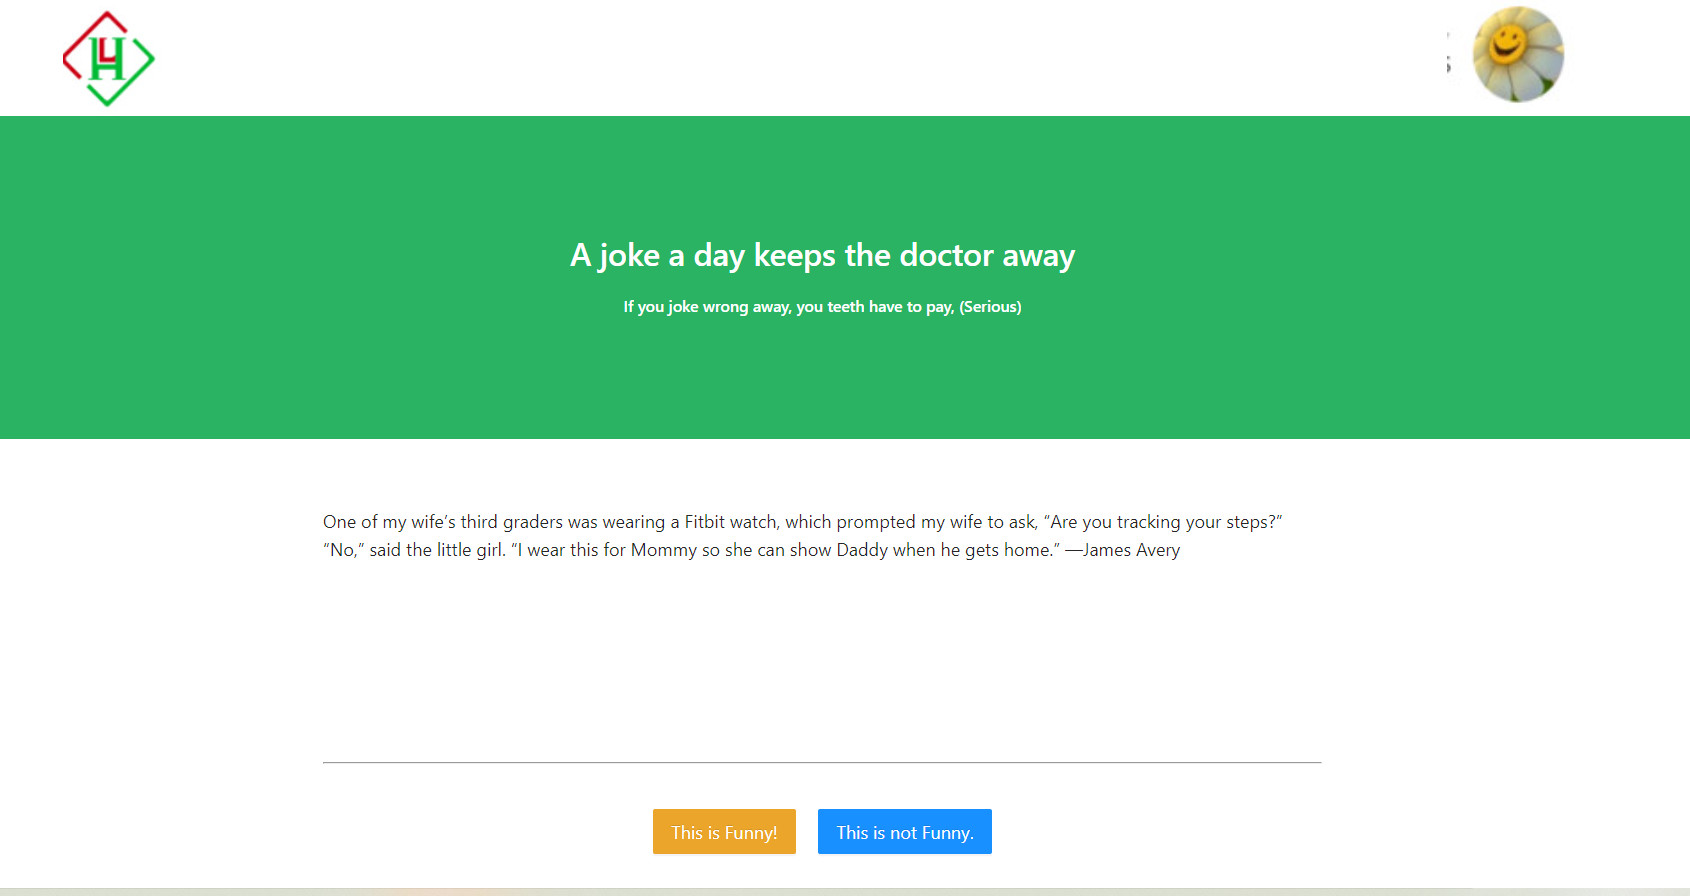 A joke a day keeps the doctor away
If you joke wrong away, you teeth have to pay, (Serious)
One of my wife’s third graders was wearing a Fitbit watch, which prompted my wife to ask, “Are you tracking your steps?”
“No,” said the little girl. “I wear this for Mommy so she can show Daddy when he gets home.” —James Avery
This is Funny!
This is not Funny.